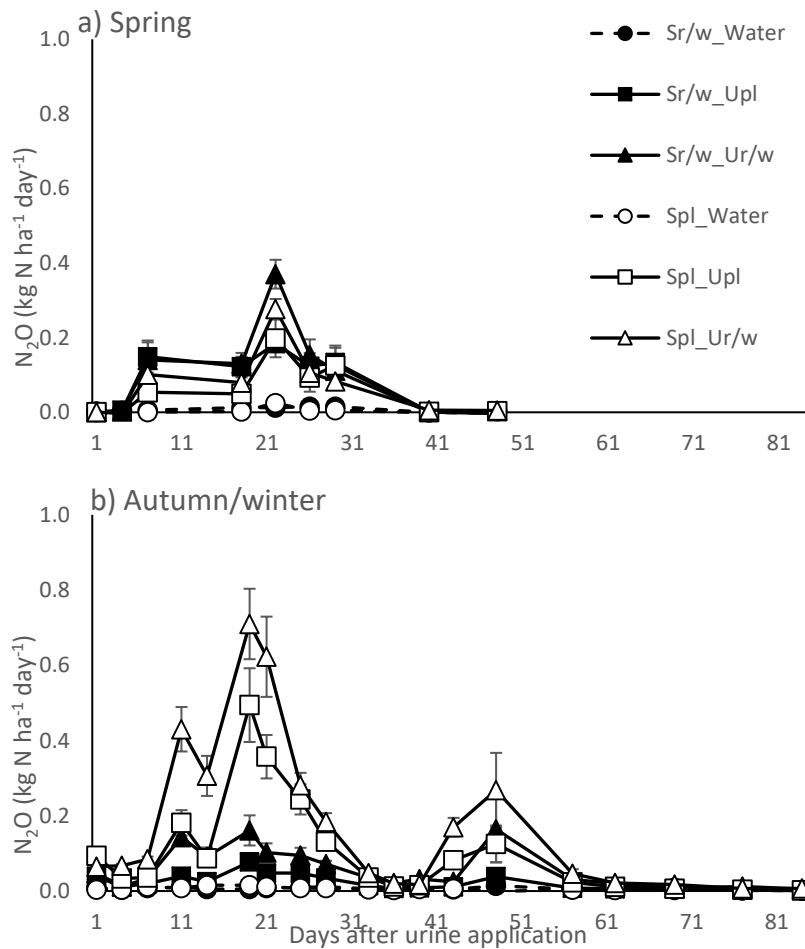 a) Spring
1.0
0.8
0.6
0.4
0.2
0.0
N₂O (kg N ha⁻¹ day⁻¹)
1 11 21 31 41 51 61 71 81
Sr/w_Water
Sr/w_Upl
Sr/w_Ur/w
Spl_Water
Spl_Upl
Spl_Ur/w
b) Autumn/winter
1.0
0.8
0.6
0.4
0.2
0.0
N₂O (kg N ha⁻¹ day⁻¹)
1 11 21 31 41 51 61 71 81
Days after urine application